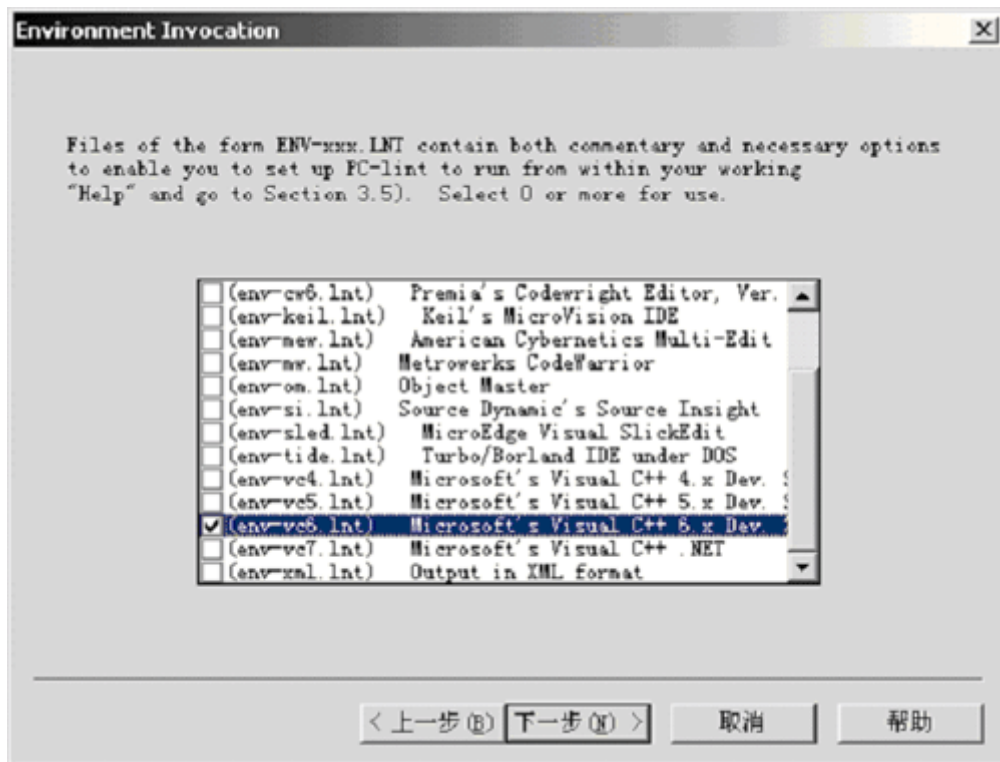 Environment Invocation
Files of the form ENV-xxx.LNT contain both commentary and necessary options
to enable you to set up PC-lint to run from within your working
"Help" and go to Section 3.5).  Select 0 or more for use.
(env-cw6.lnt) Premia's Codewright Editor, Ver.
(env-keil.lnt) Keil's MicroVision IDE
(env-mew.lnt) American Cybernetics Multi-Edit
(env-mw.lnt) Metrowerks CodeWarrior
(env-om.lnt) Object Master
(env-si.lnt) Source Dynamic's Source Insight
(env-sled.lnt) MicroEdge Visual SlickEdit
(env-tide.lnt) Turbo/Borland IDE under DOS
(env-vc4.lnt) Microsoft's Visual C++ 4.x Dev.
(env-vc5.lnt) Microsoft's Visual C++ 5.x Dev.
(env-vc6.lnt) Microsoft's Visual C++ 6.x Dev.
(env-vc7.lnt) Microsoft's Visual C++ .NET
(env-xml.lnt) Output in XML format
< 上一步(B) 下一步(N) > 取消 帮助